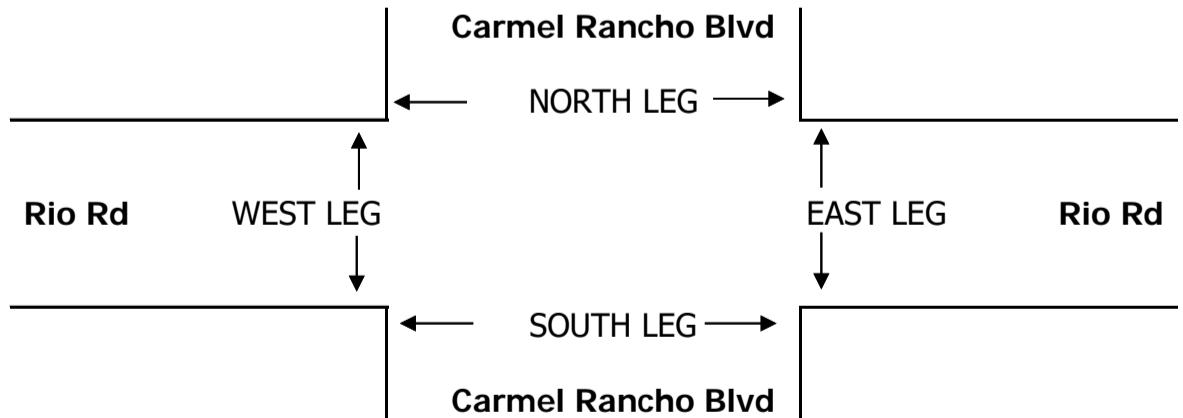 Carmel Rancho Blvd
NORTH LEG
Rio Rd WEST LEG EAST LEG Rio Rd
SOUTH LEG
Carmel Rancho Blvd